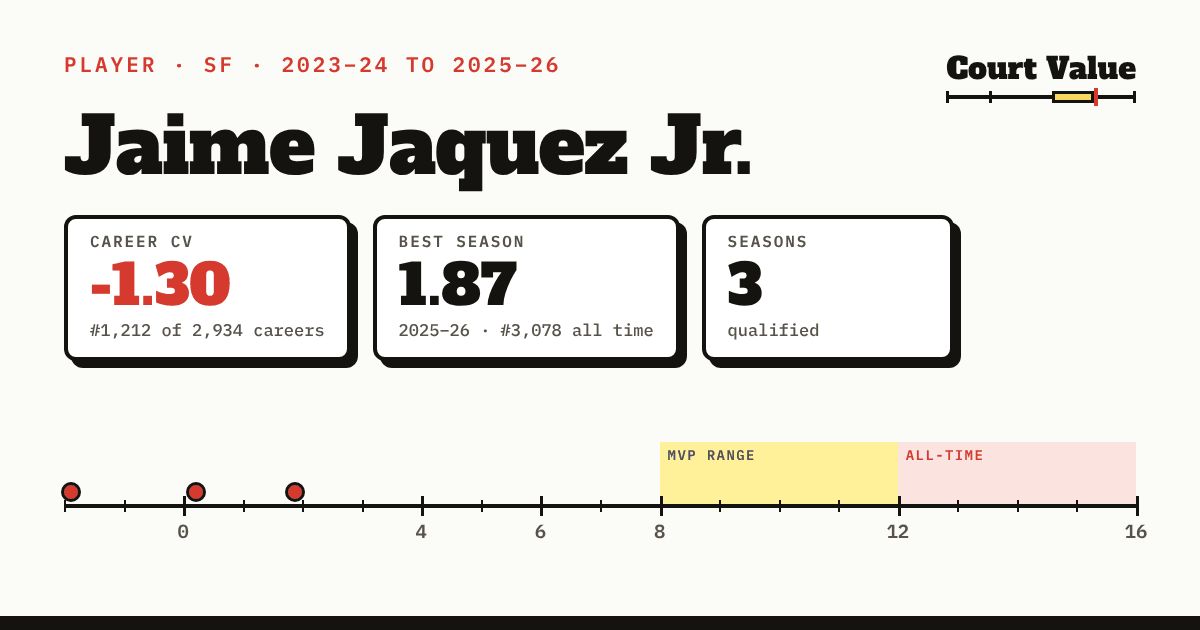 PLAYER · SF · 2023–24 TO 2025–26
Court Value
Jaime Jaquez Jr.
CAREER CV
-1.30
#1,212 of 2,934 careers
BEST SEASON
1.87
2025–26 · #3,078 all time
SEASONS
3
qualified
MVP RANGE
ALL-TIME
0 4 6 8 12 16